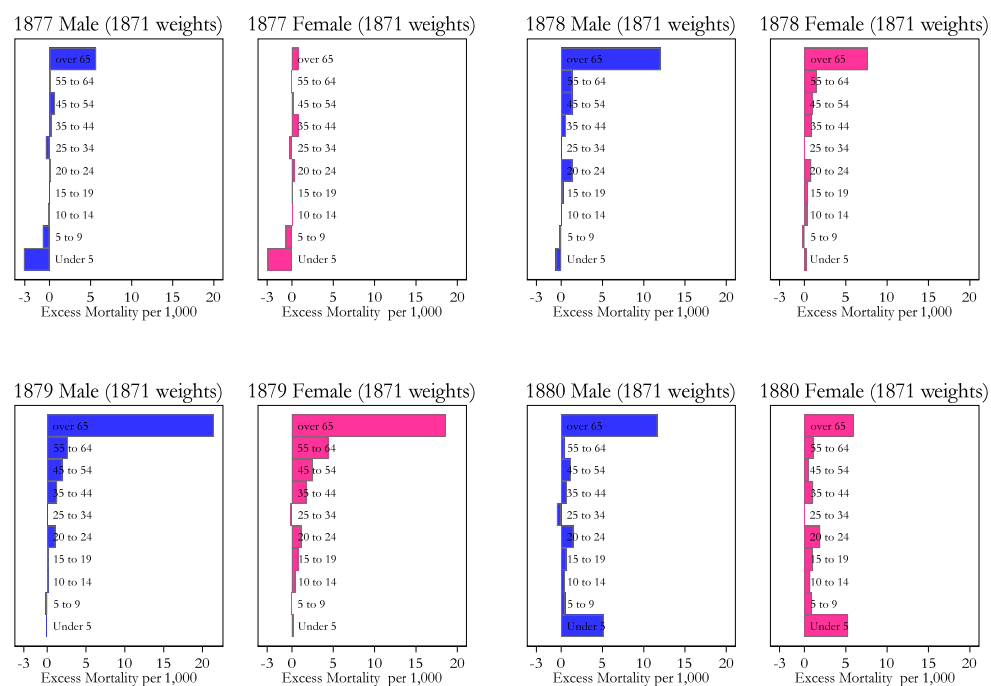 1877 Male (1871 weights)
over 65
55 to 64
45 to 54
35 to 44
25 to 34
20 to 24
15 to 19
10 to 14
5 to 9
Under 5
-3 0 5 10 15 20
Excess Mortality per 1,000
1877 Female (1871 weights)
over 65
55 to 64
45 to 54
35 to 44
25 to 34
20 to 24
15 to 19
10 to 14
5 to 9
Under 5
-3 0 5 10 15 20
Excess Mortality per 1,000
1878 Male (1871 weights)
over 65
55 to 64
45 to 54
35 to 44
25 to 34
20 to 24
15 to 19
10 to 14
5 to 9
Under 5
-3 0 5 10 15 20
Excess Mortality per 1,000
1878 Female (1871 weights)
over 65
55 to 64
45 to 54
35 to 44
25 to 34
20 to 24
15 to 19
10 to 14
5 to 9
Under 5
-3 0 5 10 15 20
Excess Mortality per 1,000
1879 Male (1871 weights)
over 65
55 to 64
45 to 54
35 to 44
25 to 34
20 to 24
15 to 19
10 to 14
5 to 9
Under 5
-3 0 5 10 15 20
Excess Mortality per 1,000
1879 Female (1871 weights)
over 65
55 to 64
45 to 54
35 to 44
25 to 34
20 to 24
15 to 19
10 to 14
5 to 9
Under 5
-3 0 5 10 15 20
Excess Mortality per 1,000
1880 Male (1871 weights)
over 65
55 to 64
45 to 54
35 to 44
25 to 34
20 to 24
15 to 19
10 to 14
5 to 9
Under 5
-3 0 5 10 15 20
Excess Mortality per 1,000
1880 Female (1871 weights)
over 65
55 to 64
45 to 54
35 to 44
25 to 34
20 to 24
15 to 19
10 to 14
5 to 9
Under 5
-3 0 5 10 15 20
Excess Mortality per 1,000